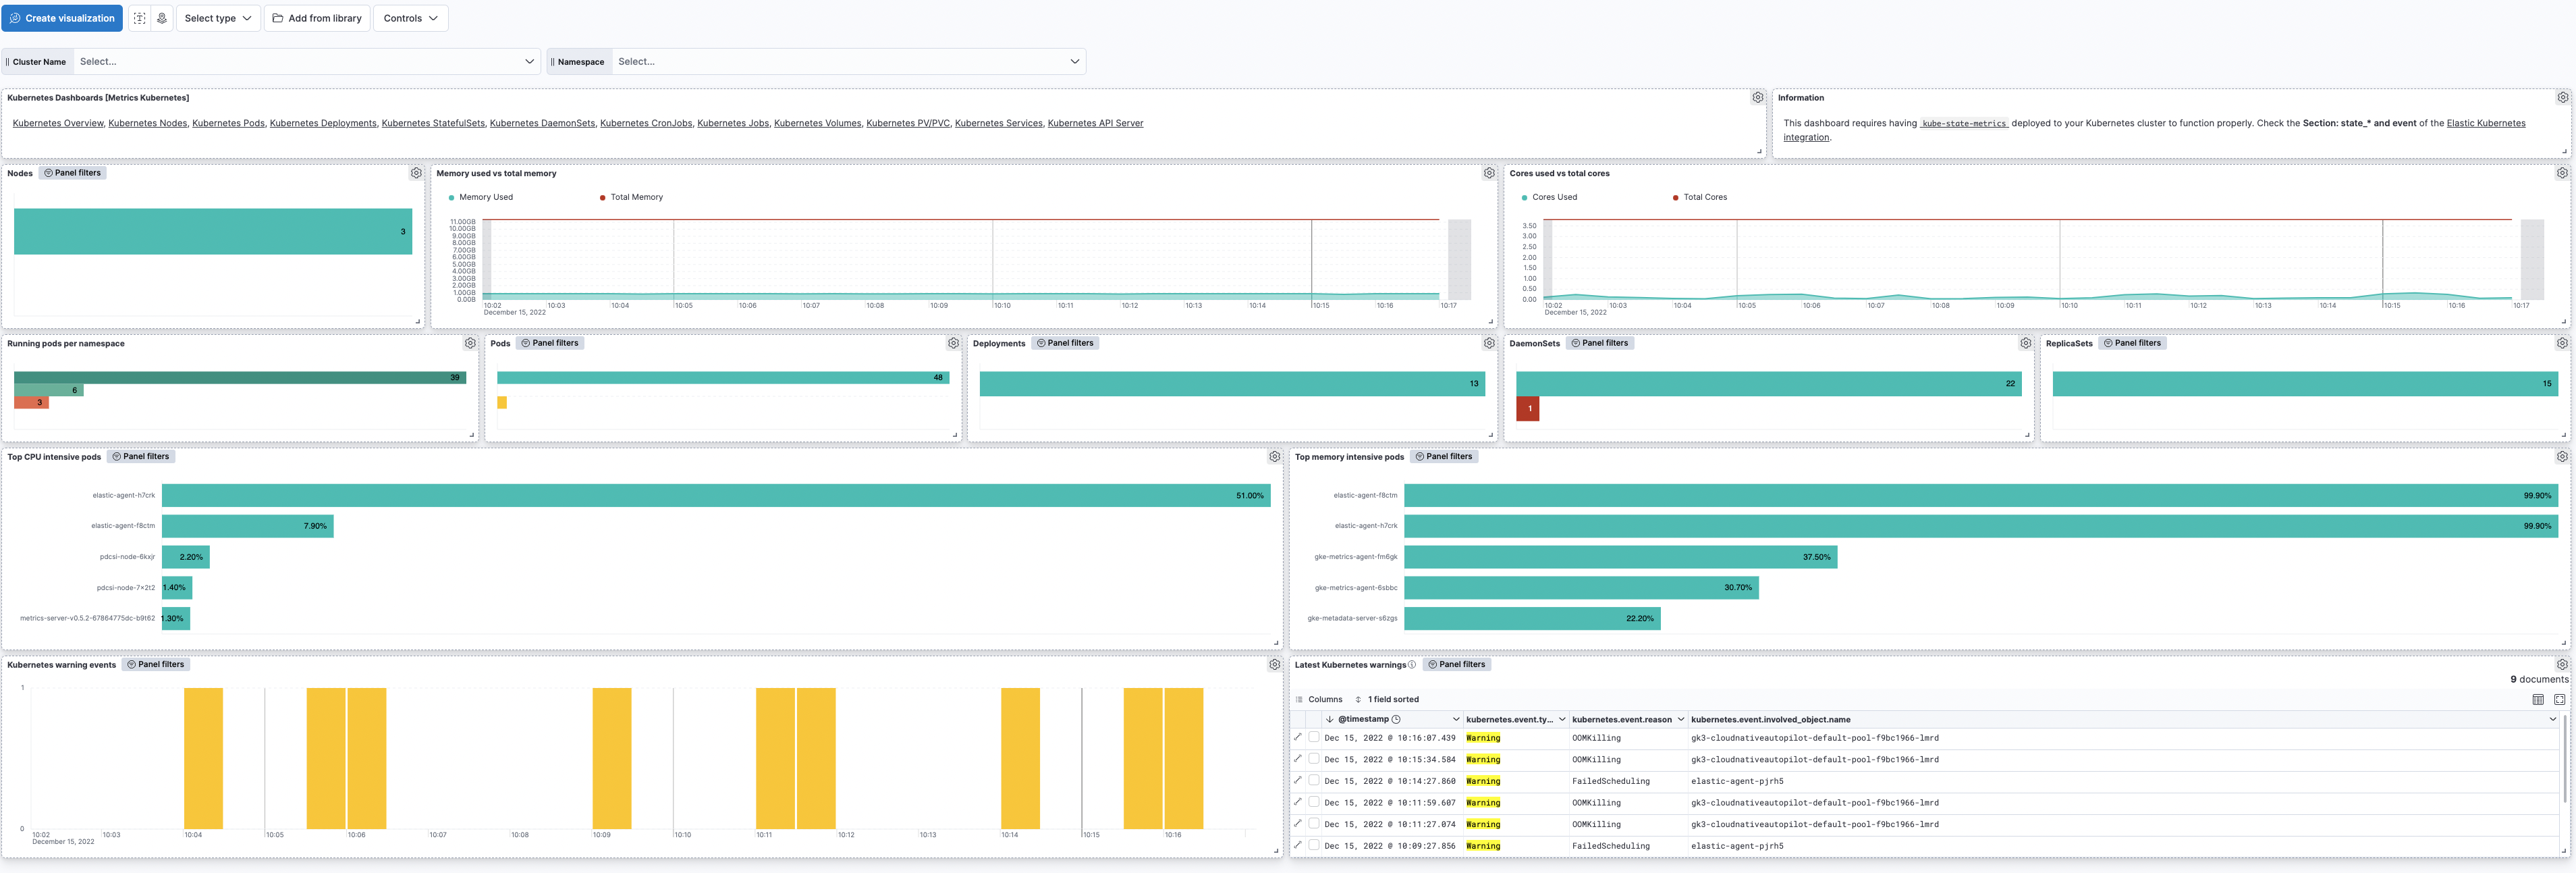 Create visualization
Select type
Add from library
Controls
Cluster Name Select...
Namespace Select...
Kubernetes Dashboards [Metrics Kubernetes]
Kubernetes Overview, Kubernetes Nodes, Kubernetes Pods, Kubernetes Deployments, Kubernetes StatefulSets, Kubernetes DaemonSets, Kubernetes CronJobs, Kubernetes Jobs, Kubernetes Volumes, Kubernetes PV/PVC, Kubernetes Services, Kubernetes API Server
Information
This dashboard requires having kube-state-metrics deployed to your Kubernetes cluster to function properly. Check the Section: state_* and event of the Elastic Kubernetes
integration.
Nodes Panel filters
3
Memory used vs total memory
Memory Used Total Memory
11.00GB
10.00GB
9.00GB
8.00GB
7.00GB
6.00GB
5.00GB
4.00GB
3.00GB
2.00GB
1.00GB
0.00B
10:02 10:03 10:04 10:05 10:06 10:07 10:08 10:09 10:10 10:11 10:12 10:13 10:14 10:15 10:16 10:17
December 15, 2022
Cores used vs total cores
Cores Used Total Cores
3.50
3.00
2.50
2.00
1.50
1.00
0.50
0.00
10:02 10:03 10:04 10:05 10:06 10:07 10:08 10:09 10:10 10:11 10:12 10:13 10:14 10:15 10:16 10:17
December 15, 2022
Running pods per namespace
39
6
3
Pods Panel filters
48
Deployments Panel filters
13
DaemonSets Panel filters
22
1
ReplicaSets Panel filters
15
Top CPU intensive pods Panel filters
elastic-agent-h7crk 51.00%
elastic-agent-f8ctm 7.90%
pdcsi-node-6kxjr 2.20%
pdcsi-node-7x2t2 1.40%
metrics-server-v0.5.2-67864775dc-b9t62 1.30%
Top memory intensive pods Panel filters
elastic-agent-f8ctm 99.90%
elastic-agent-h7crk 99.90%
gke-metrics-agent-fm6gk 37.50%
gke-metrics-agent-6sbbc 30.70%
gke-metadata-server-s6zgs 22.20%
Kubernetes warning events Panel filters
1
0
10:02 10:03 10:04 10:05 10:06 10:07 10:08 10:09 10:10 10:11 10:12 10:13 10:14 10:15 10:16
December 15, 2022
Latest Kubernetes warnings Panel filters
9 documents
Columns 1 field sorted
@timestamp kubernetes.event.ty... kubernetes.event.reason kubernetes.event.involved_object.name
Dec 15, 2022 @ 10:16:07.439 Warning OOMKilling gk3-cloudnativeautopilot-default-pool-f9bc1966-lmrd
Dec 15, 2022 @ 10:15:34.584 Warning OOMKilling gk3-cloudnativeautopilot-default-pool-f9bc1966-lmrd
Dec 15, 2022 @ 10:14:27.860 Warning FailedScheduling elastic-agent-pjrh5
Dec 15, 2022 @ 10:11:59.607 Warning OOMKilling gk3-cloudnativeautopilot-default-pool-f9bc1966-lmrd
Dec 15, 2022 @ 10:11:27.074 Warning OOMKilling gk3-cloudnativeautopilot-default-pool-f9bc1966-lmrd
Dec 15, 2022 @ 10:09:27.856 Warning FailedScheduling elastic-agent-pjrh5